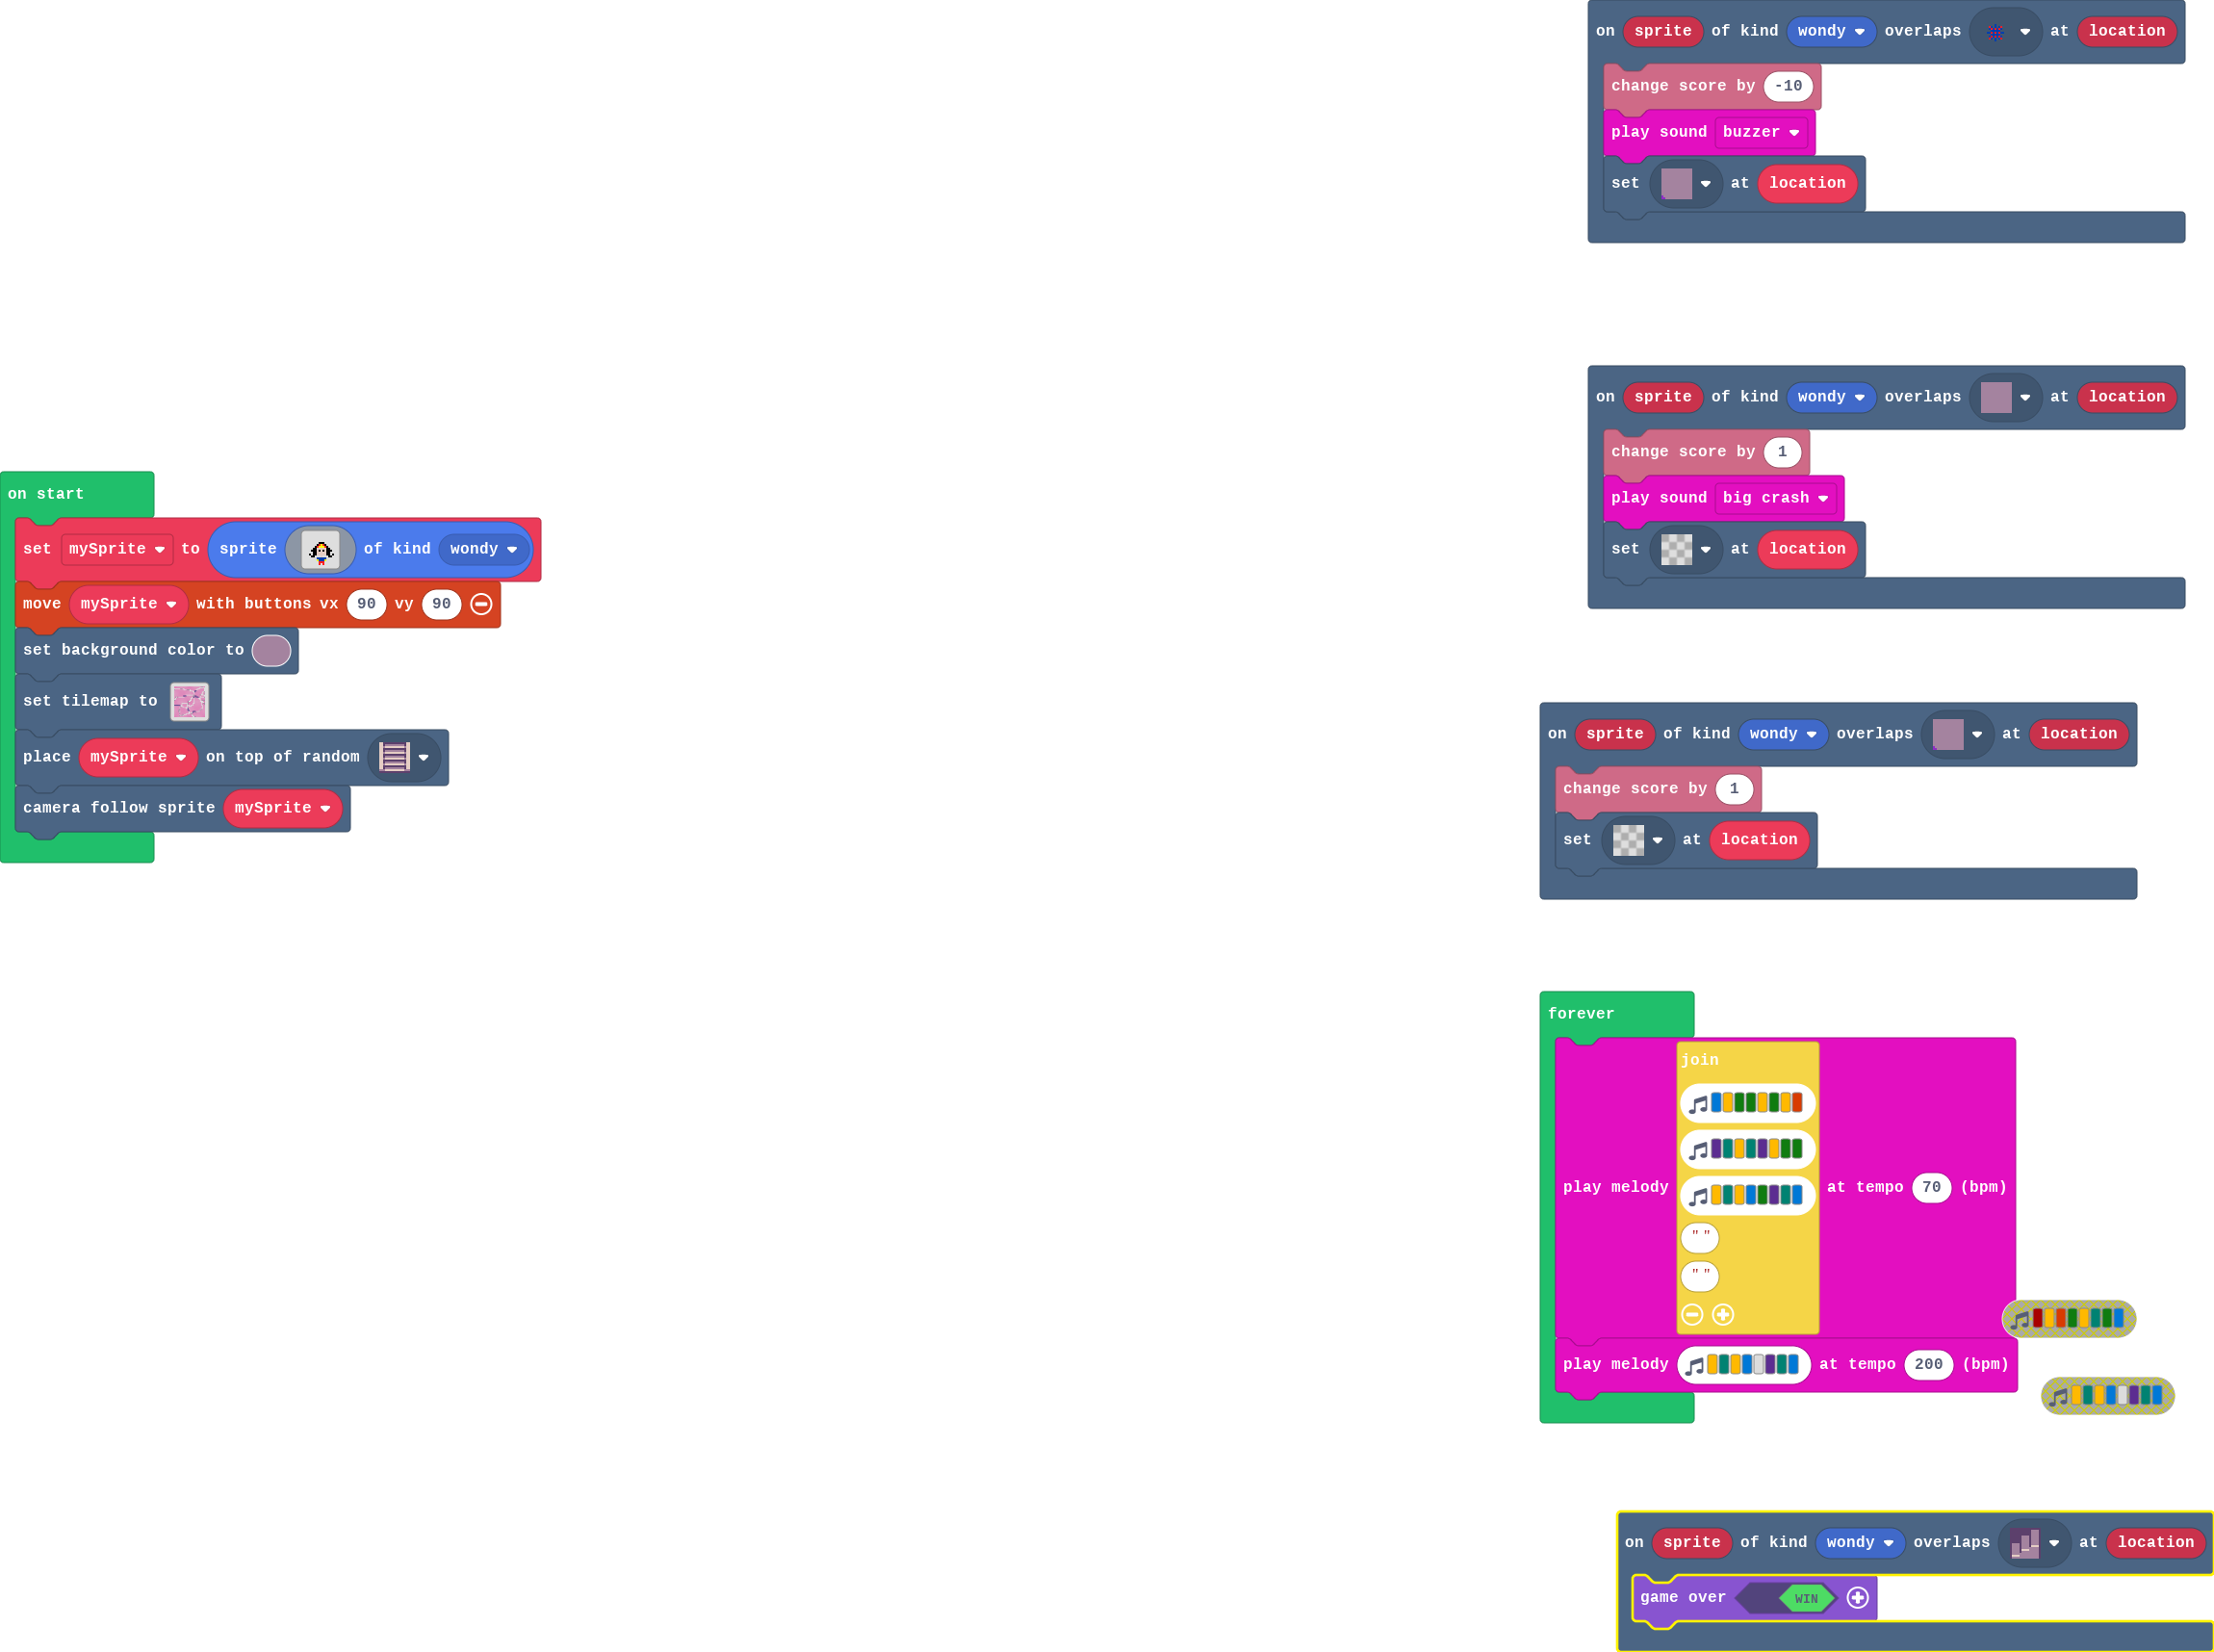 on sprite of kind wondy overlaps at location
change score by -10
play sound buzzer
set at location
on sprite of kind wondy overlaps at location
change score by 1
play sound big crash
set at location
on start
set mySprite to sprite of kind wondy
move mySprite with buttons vx 90 vy 90
set background color to
set tilemap to
place mySprite on top of random
camera follow sprite mySprite
on sprite of kind wondy overlaps at location
change score by 1
set at location
forever
join
play melody at tempo 70 (bpm)
" "
" "
play melody at tempo 200 (bpm)
on sprite of kind wondy overlaps at location
game over WIN